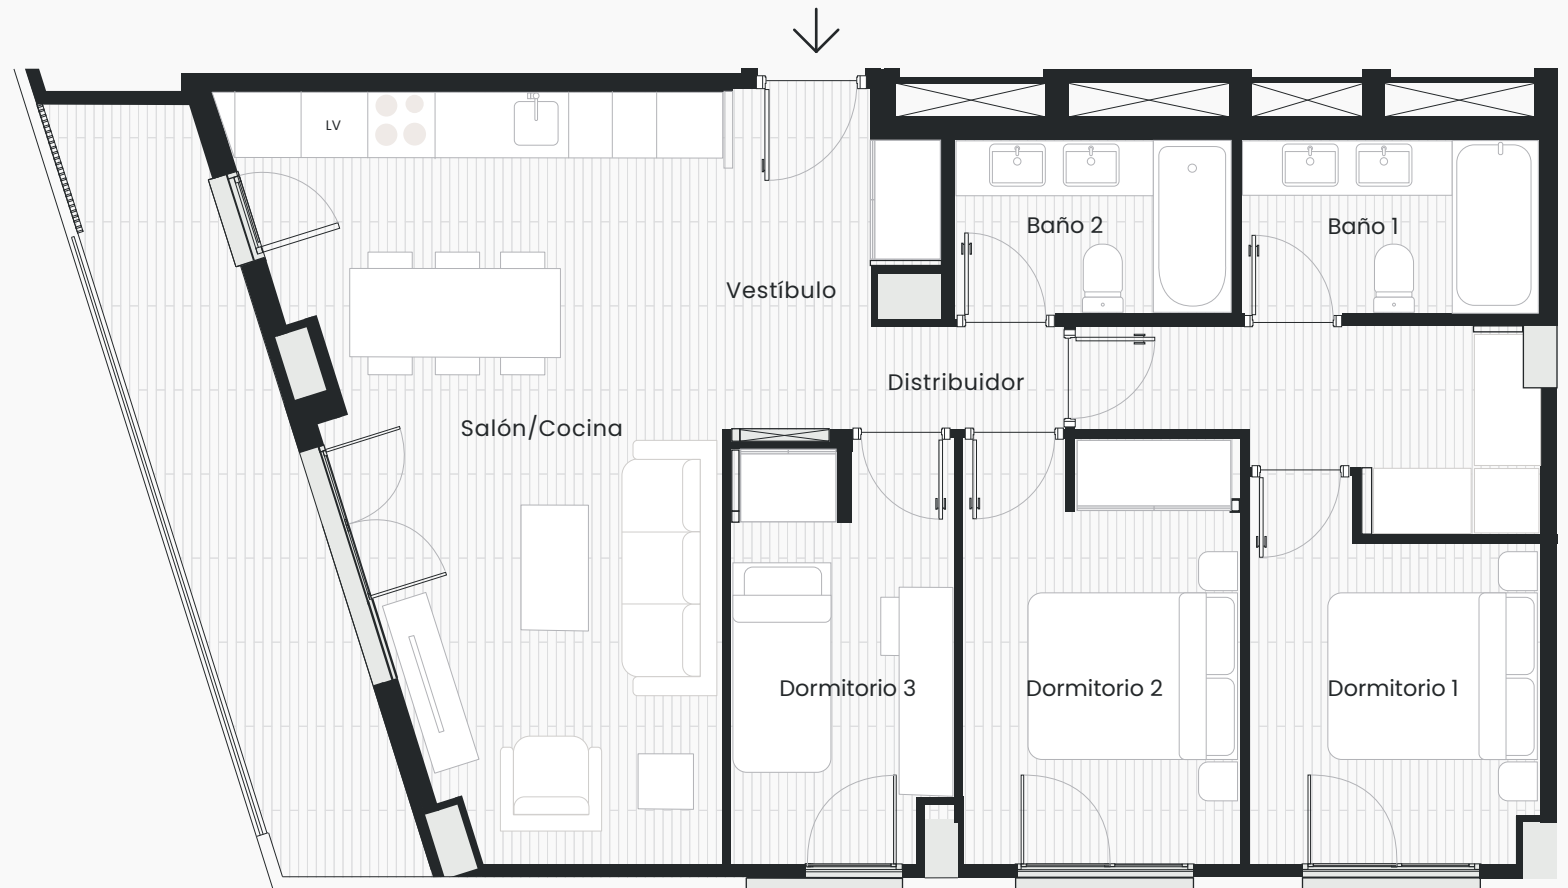 LV
Baño 2
Baño 1
Vestíbulo
Distribuidor
Salón/Cocina
Dormitorio 3
Dormitorio 2
Dormitorio 1